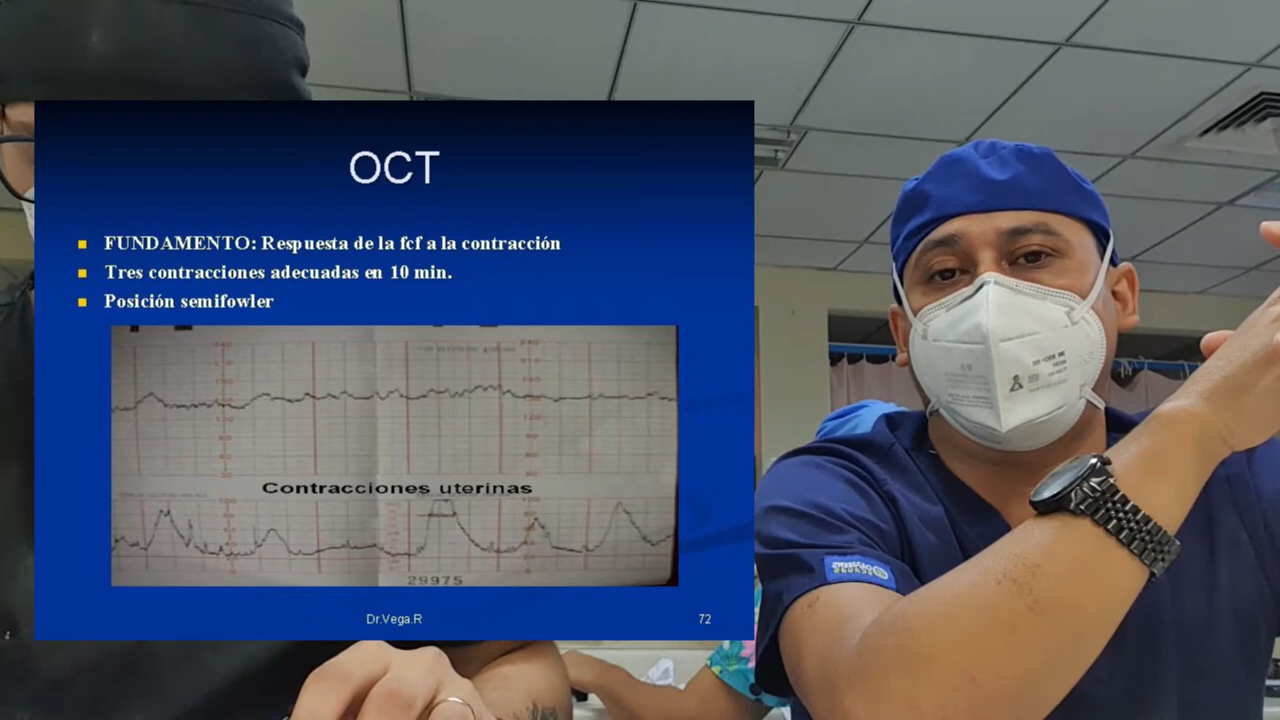 OCT
FUNDAMENTO: Respuesta de la fcf a la contracción
Tres contracciones adecuadas en 10 min.
Posición semifowler
Contracciones uterinas
29975
Dr.Vega.R
72